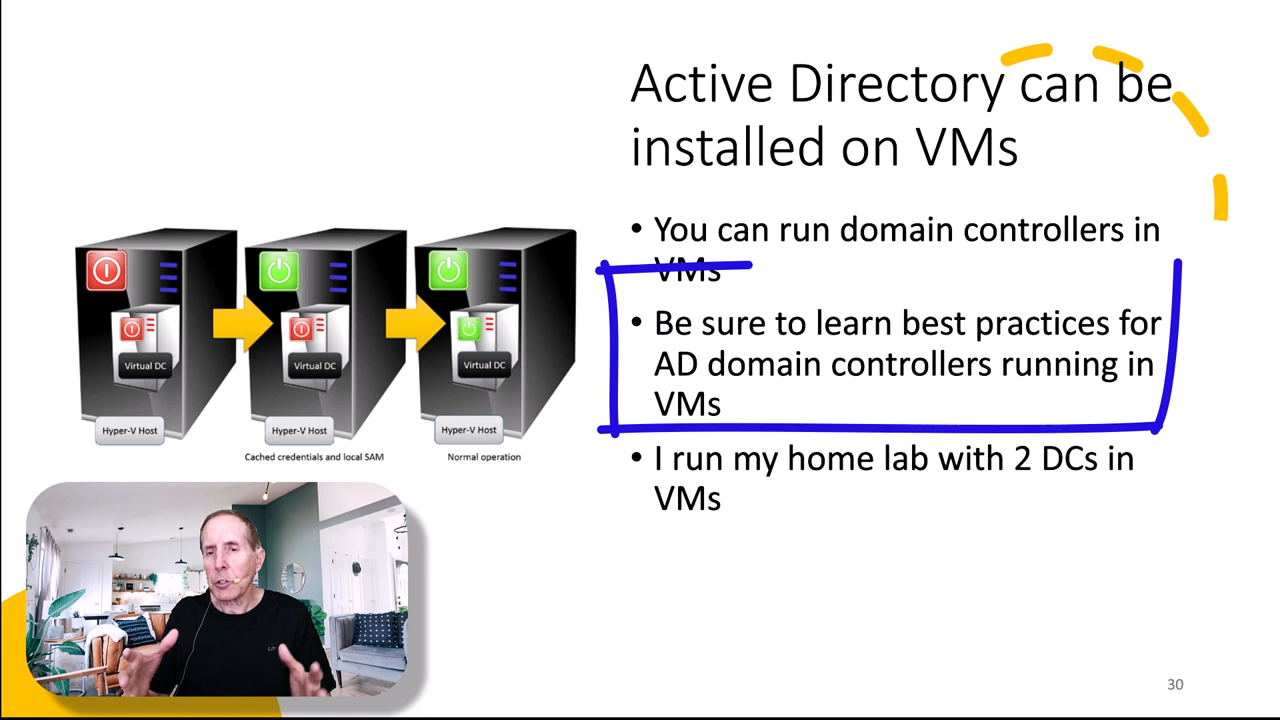 Active Directory can be
installed on VMs
• You can run domain controllers in
VMs
• Be sure to learn best practices for
AD domain controllers running in
VMs
• I run my home lab with 2 DCs in
VMs
Virtual DC
Hyper-V Host
Virtual DC
Hyper-V Host
Cached credentials and local SAM
Virtual DC
Hyper-V Host
Normal operation
30